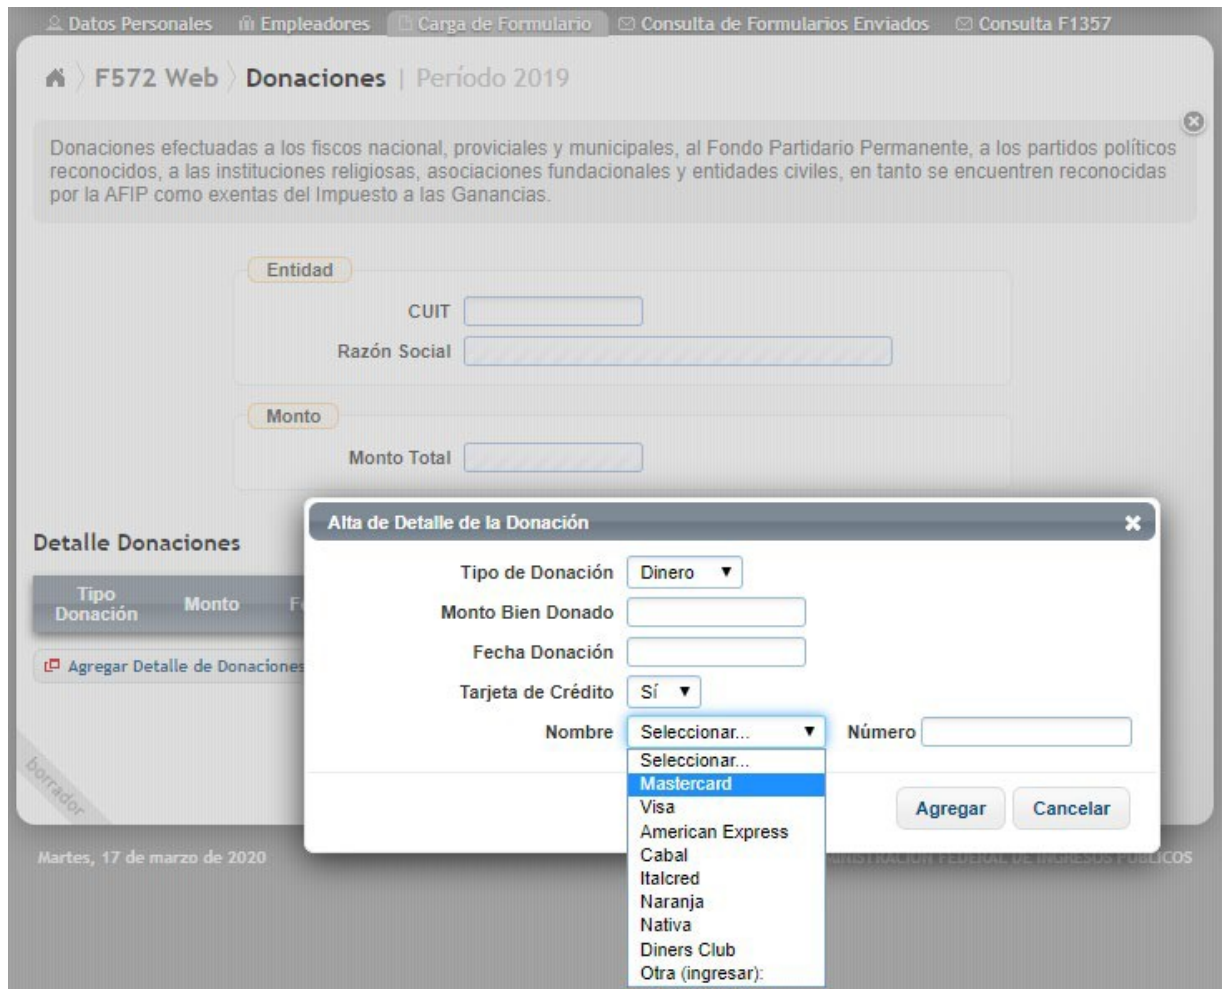 Datos Personales Empleadores Carga de Formulario Consulta de Formularios Enviados Consulta F1357
F572 Web Donaciones | Período 2019
Donaciones efectuadas a los fiscos nacional, proviciales y municipales, al Fondo Partidario Permanente, a los partidos políticos
reconocidos, a las instituciones religiosas, asociaciones fundacionales y entidades civiles, en tanto se encuentren reconocidas
por la AFIP como exentas del Impuesto a las Ganancias.
Entidad
CUIT
Razón Social
Monto
Monto Total
Detalle Donaciones
Tipo
Donación
Monto
Agregar Detalle de Donaciones
Alta de Detalle de la Donación
Tipo de Donación Dinero
Monto Bien Donado
Fecha Donación
Tarjeta de Crédito Sí
Nombre Seleccionar... Número
Seleccionar...
Mastercard
Visa
American Express
Cabal
Italcred
Naranja
Nativa
Diners Club
Otra (ingresar):
Agregar Cancelar
borrador
Martes, 17 de marzo de 2020
FEDERAL DE INGRESOS PÚBLICOS